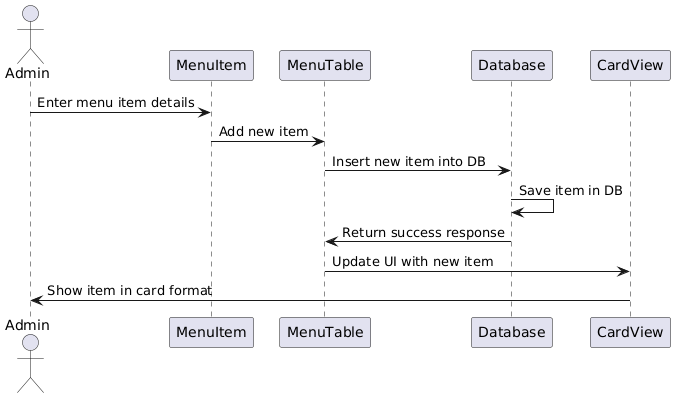 Admin
MenuItem
MenuTable
Database
CardView
Enter menu item details
Add new item
Insert new item into DB
Save item in DB
Return success response
Update UI with new item
Show item in card format
Admin
MenuItem
MenuTable
Database
CardView